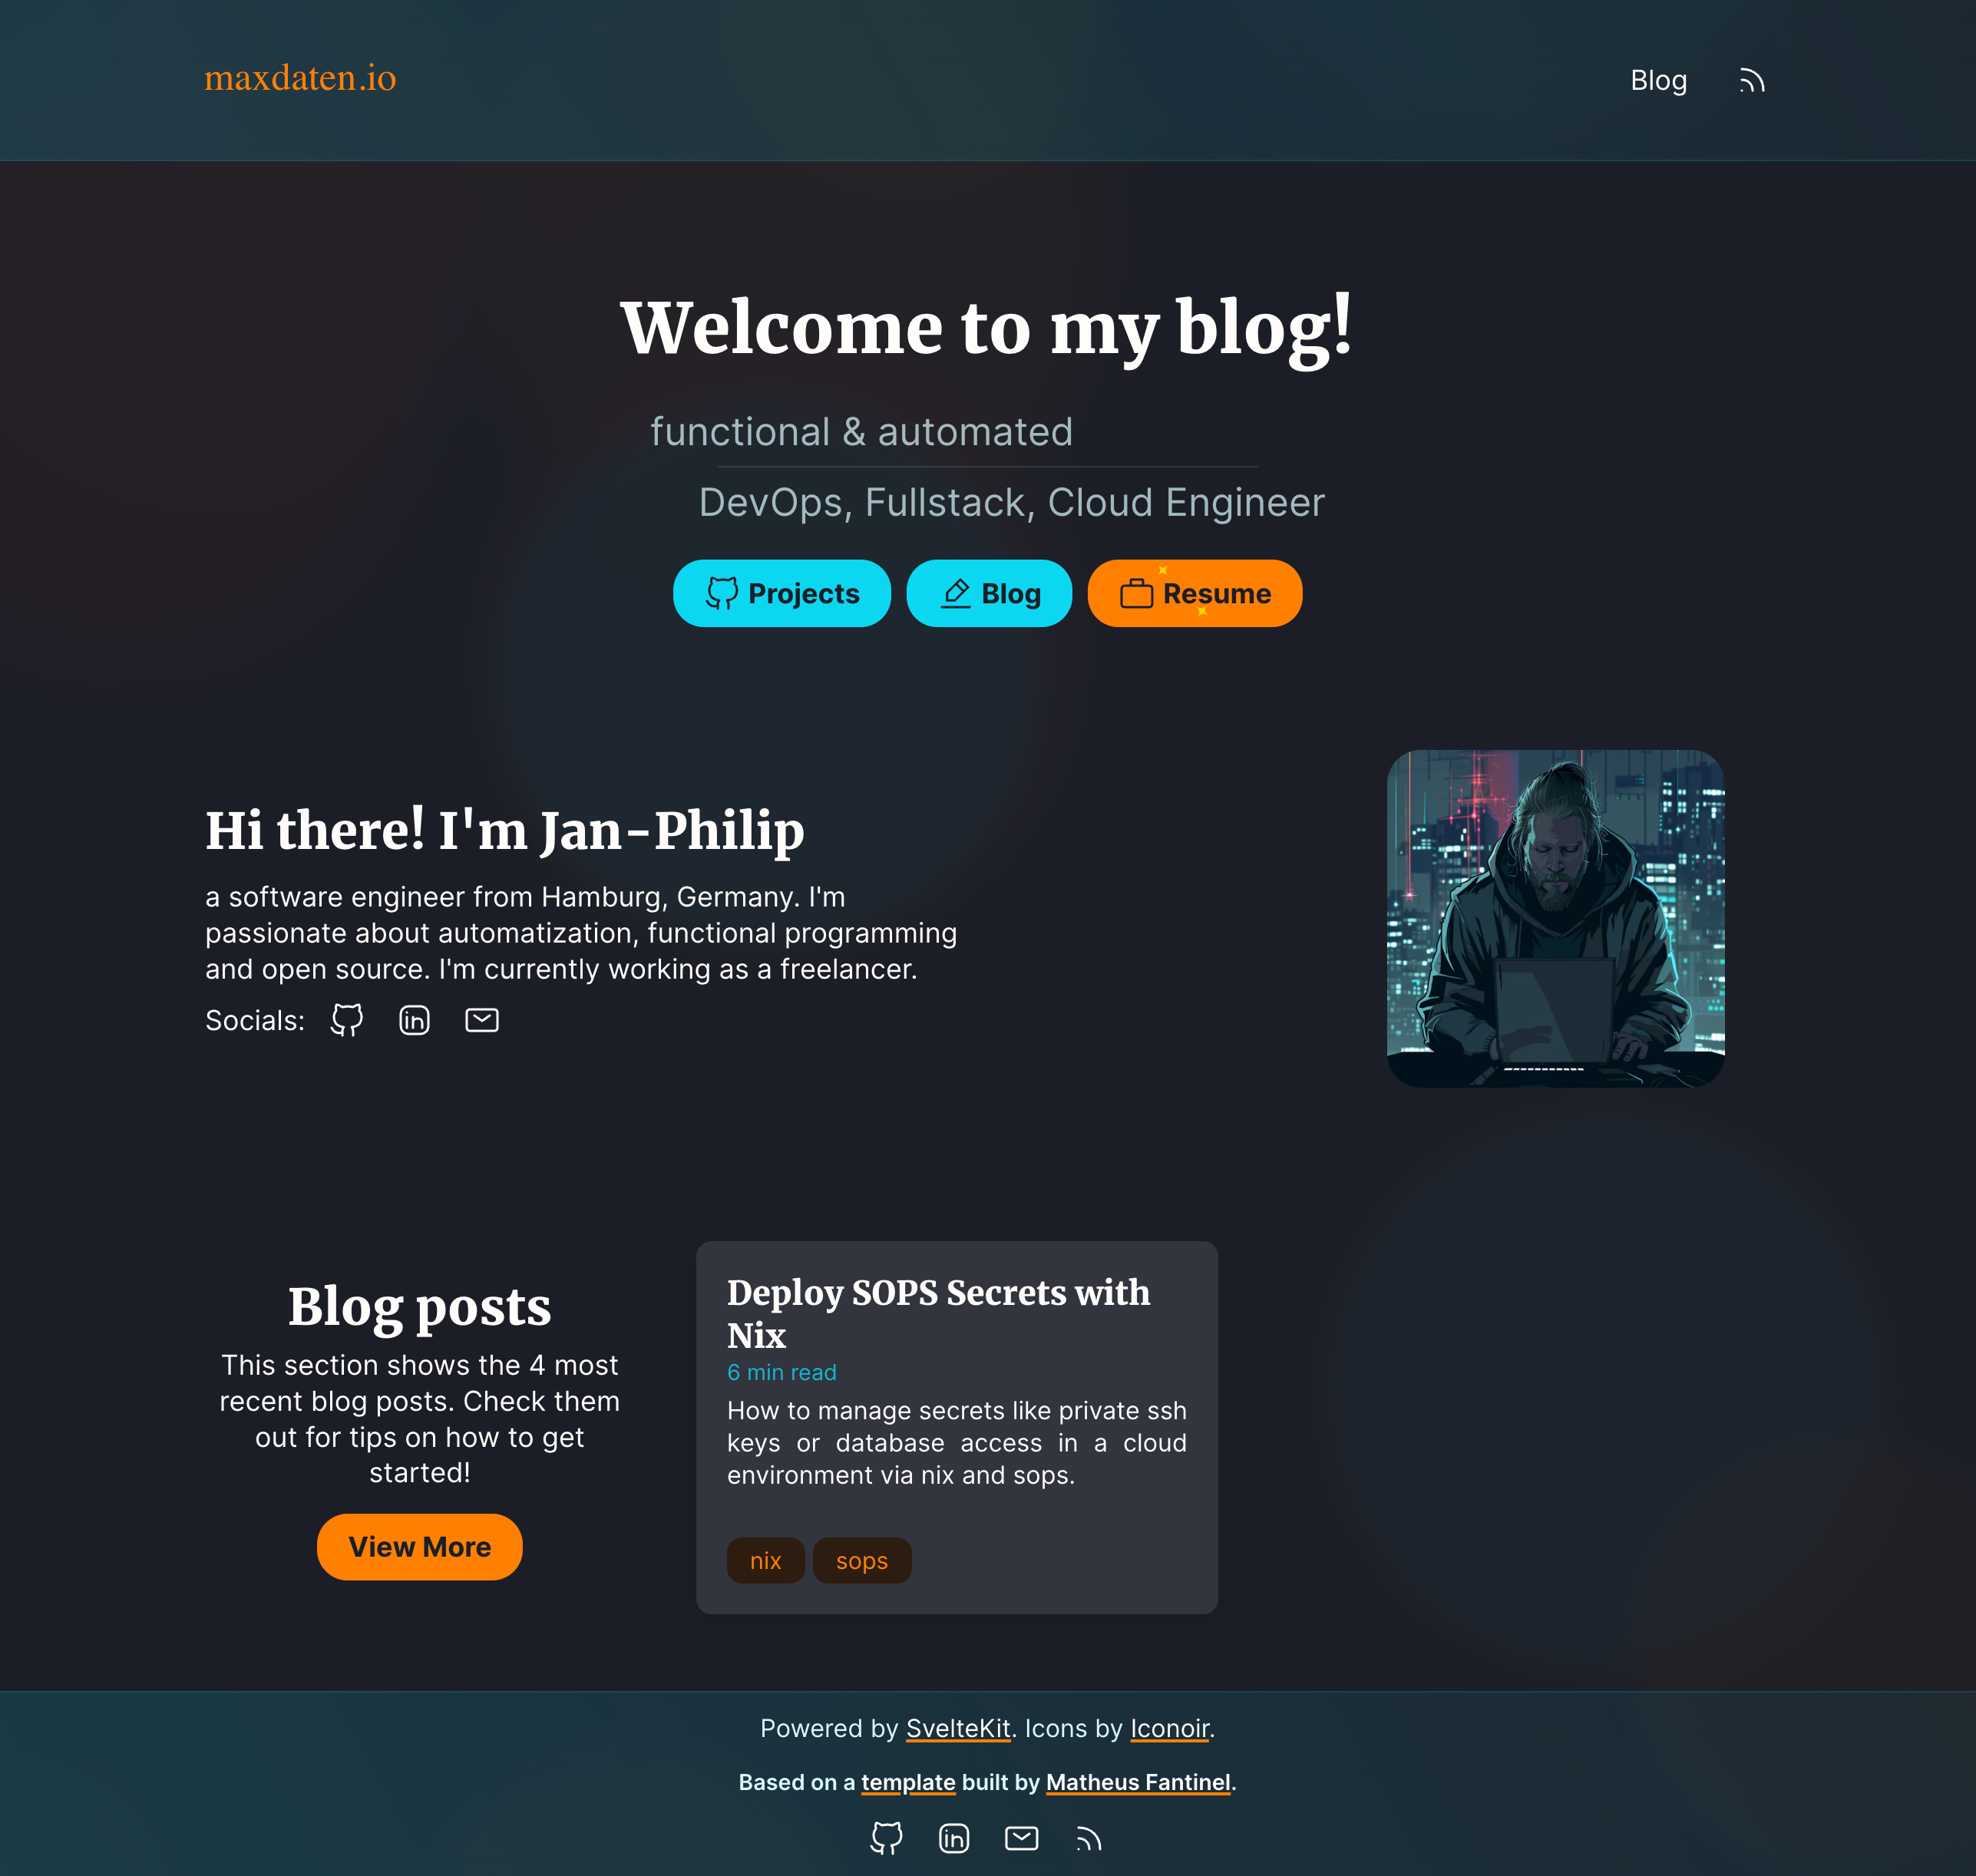 maxdaten.io
Blog
Welcome to my blog!
functional & automated
DevOps, Fullstack, Cloud Engineer
Projects
Blog
Resume
Hi there! I'm Jan-Philip
a software engineer from Hamburg, Germany. I'm
passionate about automatization, functional programming
and open source. I'm currently working as a freelancer.
Socials:
Blog posts
This section shows the 4 most
recent blog posts. Check them
out for tips on how to get
started!
View More
Deploy SOPS Secrets with
Nix
6 min read
How to manage secrets like private ssh
keys or database access in a cloud
environment via nix and sops.
nix
sops
Powered by SvelteKit. Icons by Iconoir.
Based on a template built by Matheus Fantinel.